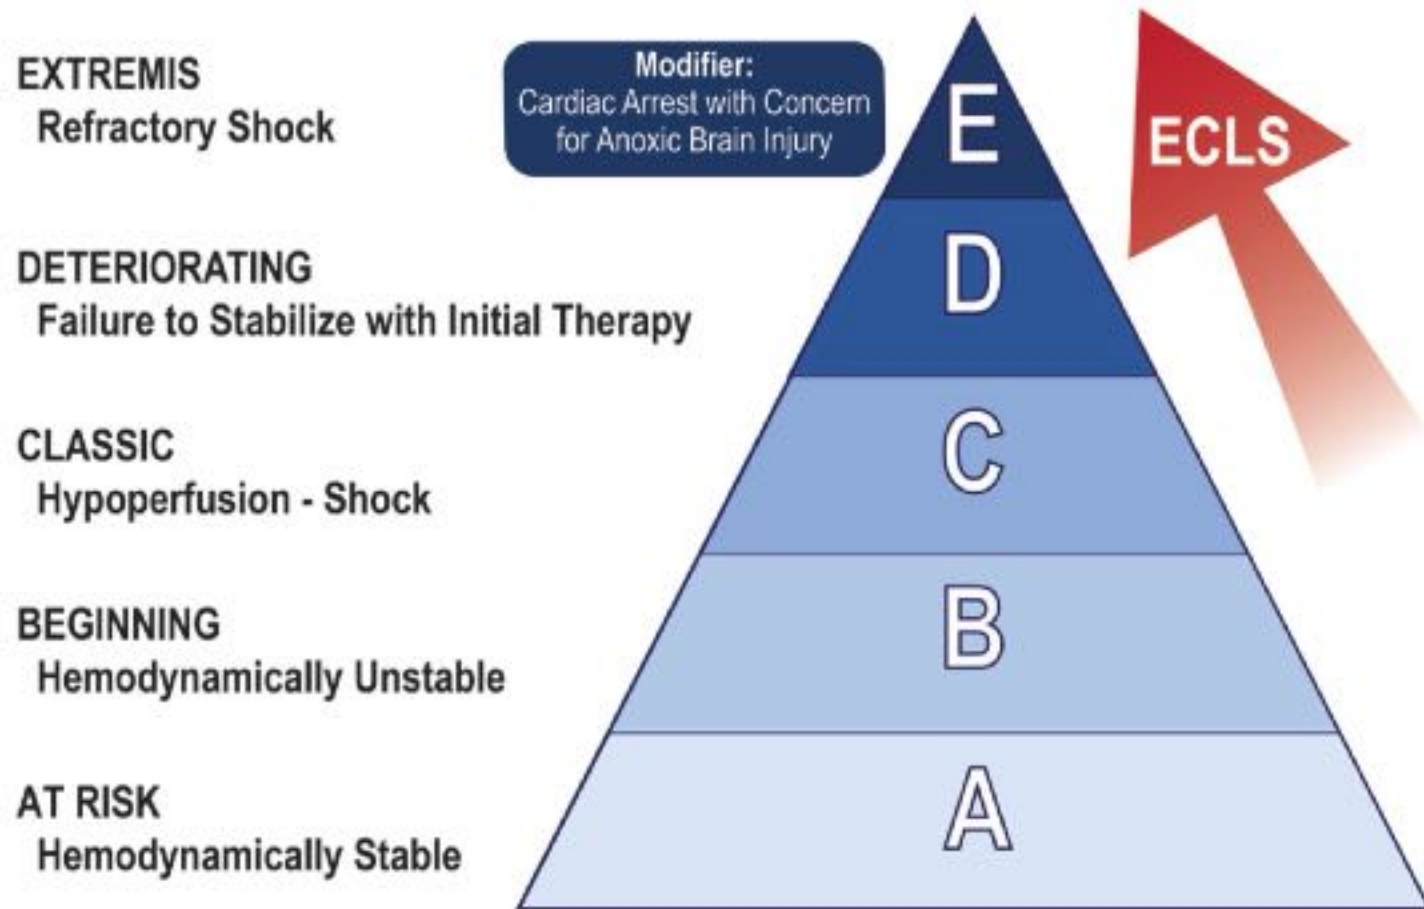 EXTREMIS
Refractory Shock
Modifier:
Cardiac Arrest with Concern
for Anoxic Brain Injury
E
ECLS
DETERIORATING
Failure to Stabilize with Initial Therapy
D
CLASSIC
Hypoperfusion - Shock
C
BEGINNING
Hemodynamically Unstable
B
AT RISK
Hemodynamically Stable
A